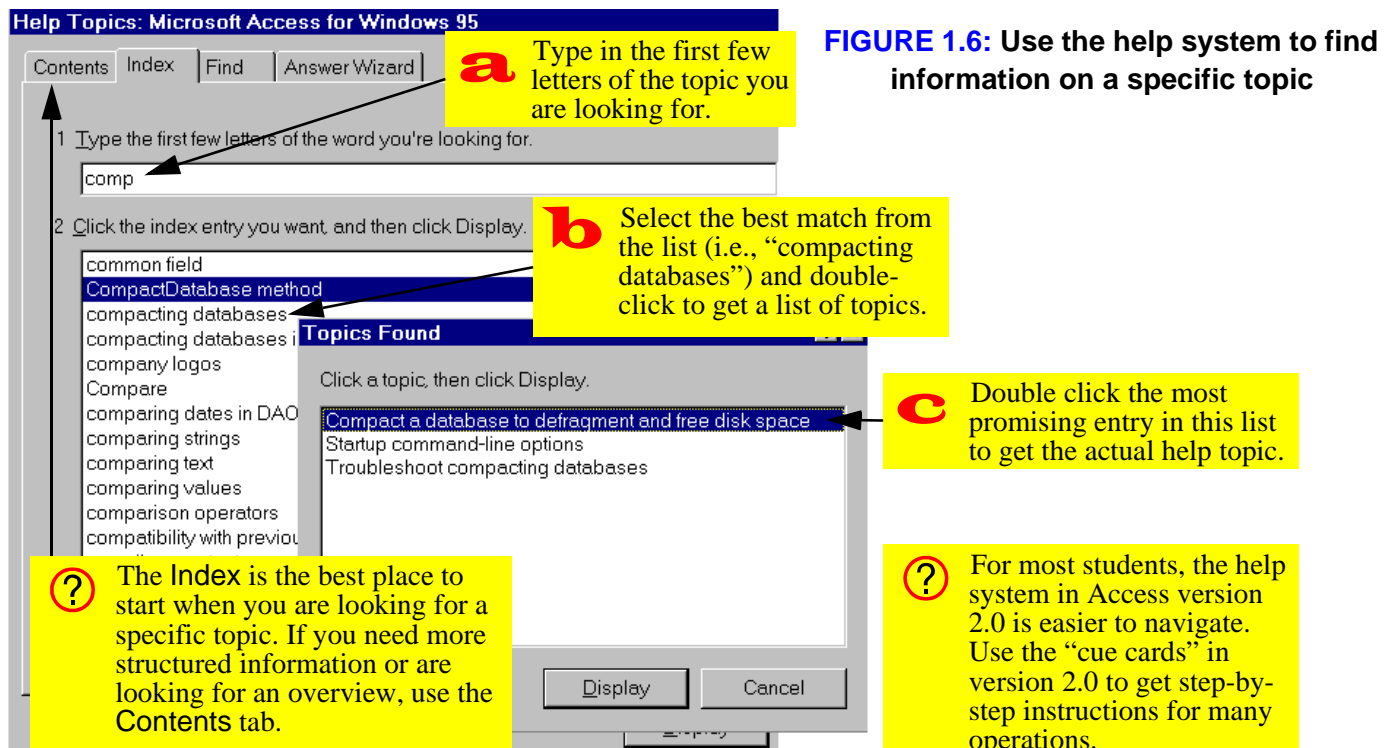 Help Topics: Microsoft Access for Windows 95
FIGURE 1.6: Use the help system to find
information on a specific topic
Contents Index Find Answer Wizard
a Type in the first few
letters of the topic you
are looking for.
1 Type the first few letters of the word you're looking for.
comp
2 Click the index entry you want, and then click Display.
b Select the best match from
the list (i.e., “compacting
databases”) and double-
click to get a list of topics.
common field
CompactDatabase method
compacting databases
compacting databases i
company logos
Compare
comparing dates in DAO
comparing strings
comparing text
comparing values
comparison operators
compatibility with previou
Topics Found
Click a topic, then click Display.
Compact a database to defragment and free disk space
Startup command-line options
Troubleshoot compacting databases
Display Cancel
c Double click the most
promising entry in this list
to get the actual help topic.
? The Index is the best place to
start when you are looking for a
specific topic. If you need more
structured information or are
looking for an overview, use the
Contents tab.
? For most students, the help
system in Access version
2.0 is easier to navigate.
Use the “cue cards” in
version 2.0 to get step-by-
step instructions for many
operations.
Display